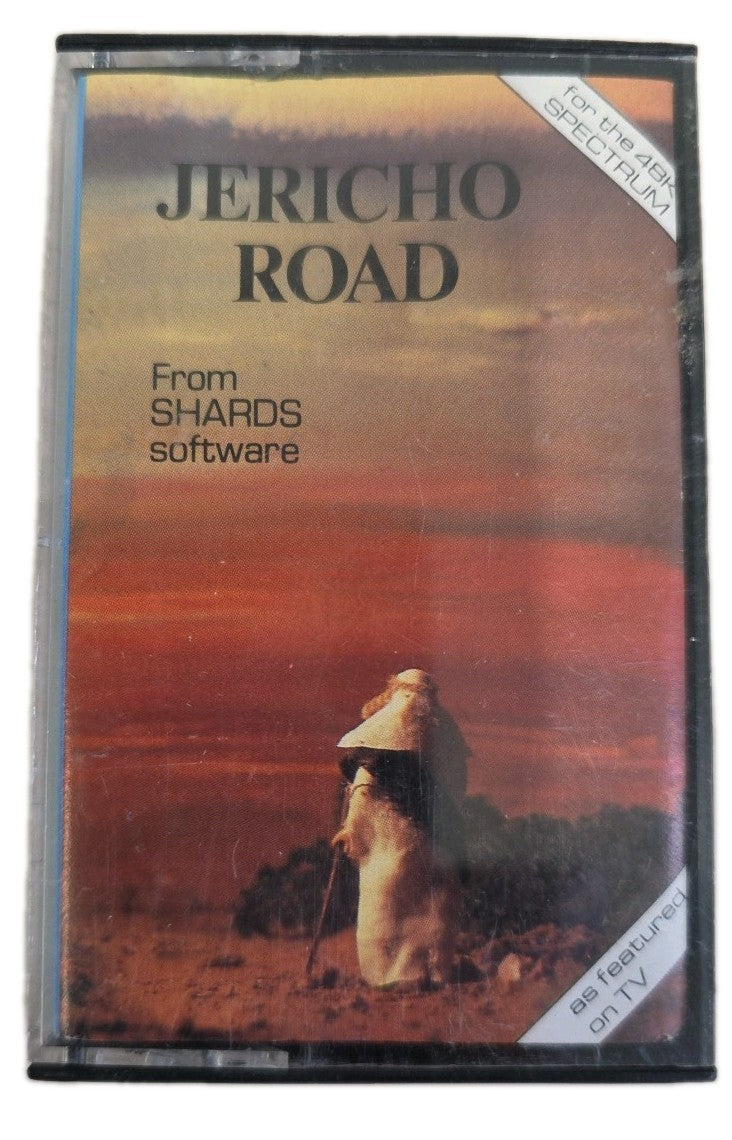 for the 48K
SPECTRUM
JERICHO
ROAD
From
SHARDS
software
as featured
on TV